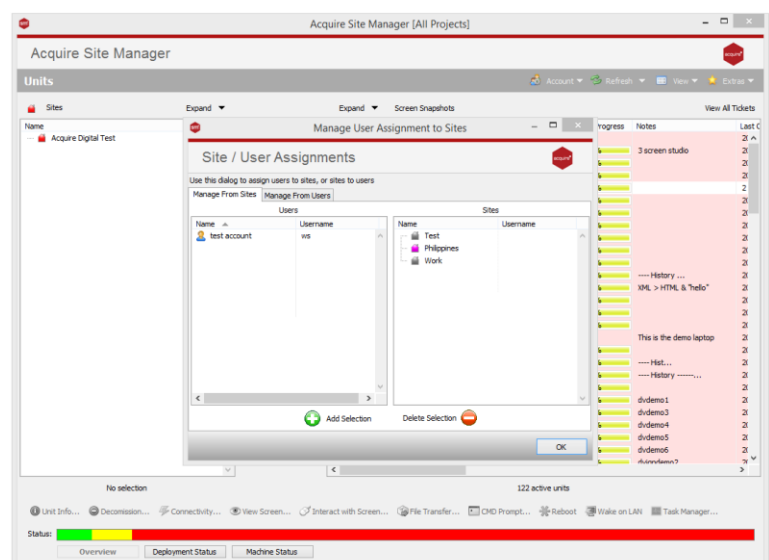 Acquire Site Manager [All Projects]
Acquire Site Manager
acquire
Units
Account Refresh View Extras
Sites Expand Expand Screen Snapshots View All Tickets
Name
Acquire Digital Test
Manage User Assignment to Sites
Site / User Assignments
acquire
Use this dialog to assign users to sites, or sites to users
Manage From Sites Manage From Users
Users Sites
Name Username Name Username
test account ws Test
Philippines
Work
Add Selection Delete Selection
OK
rogress Notes Last C
3 screen studio
---- History ...
XML > HTML & "hello"
This is the demo laptop
---- Hist...
---- History ------...
dvdemo1
dvdemo3
dvdemo4
dvdemo5
dvdemo6
No selection 122 active units
Unit Info... Decomission... Connectivity... View Screen... Interact with Screen... File Transfer... CMD Prompt... Reboot Wake on LAN Task Manager...
Status:
Overview Deployment Status Machine Status